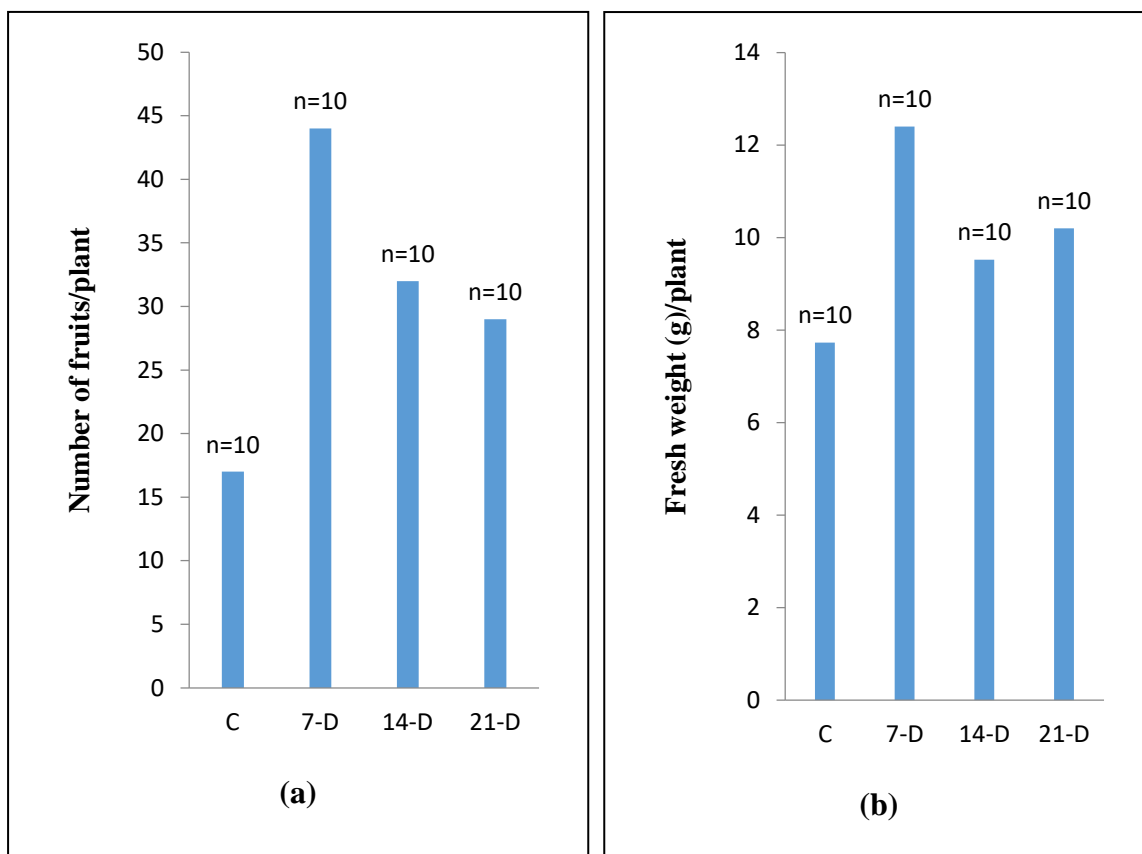 Number of fruits/plant
50
45
40
35
30
25
20
15
10
5
0
n=10
n=10
n=10
n=10
C 7-D 14-D 21-D
(a)
Fresh weight (g)/plant
14
12
10
8
6
4
2
0
n=10
n=10
n=10
n=10
C 7-D 14-D 21-D
(b)